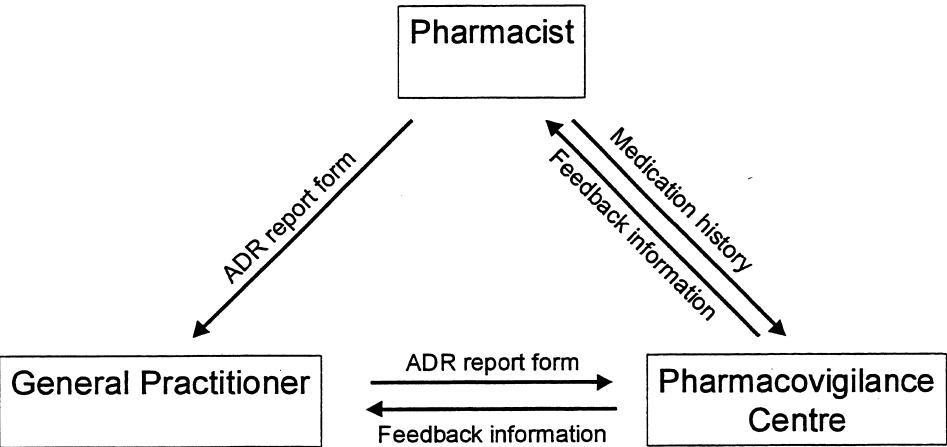 Pharmacist
ADR report form
Medication history
Feedback information
General Practitioner
ADR report form
Feedback information
Pharmacovigilance
Centre